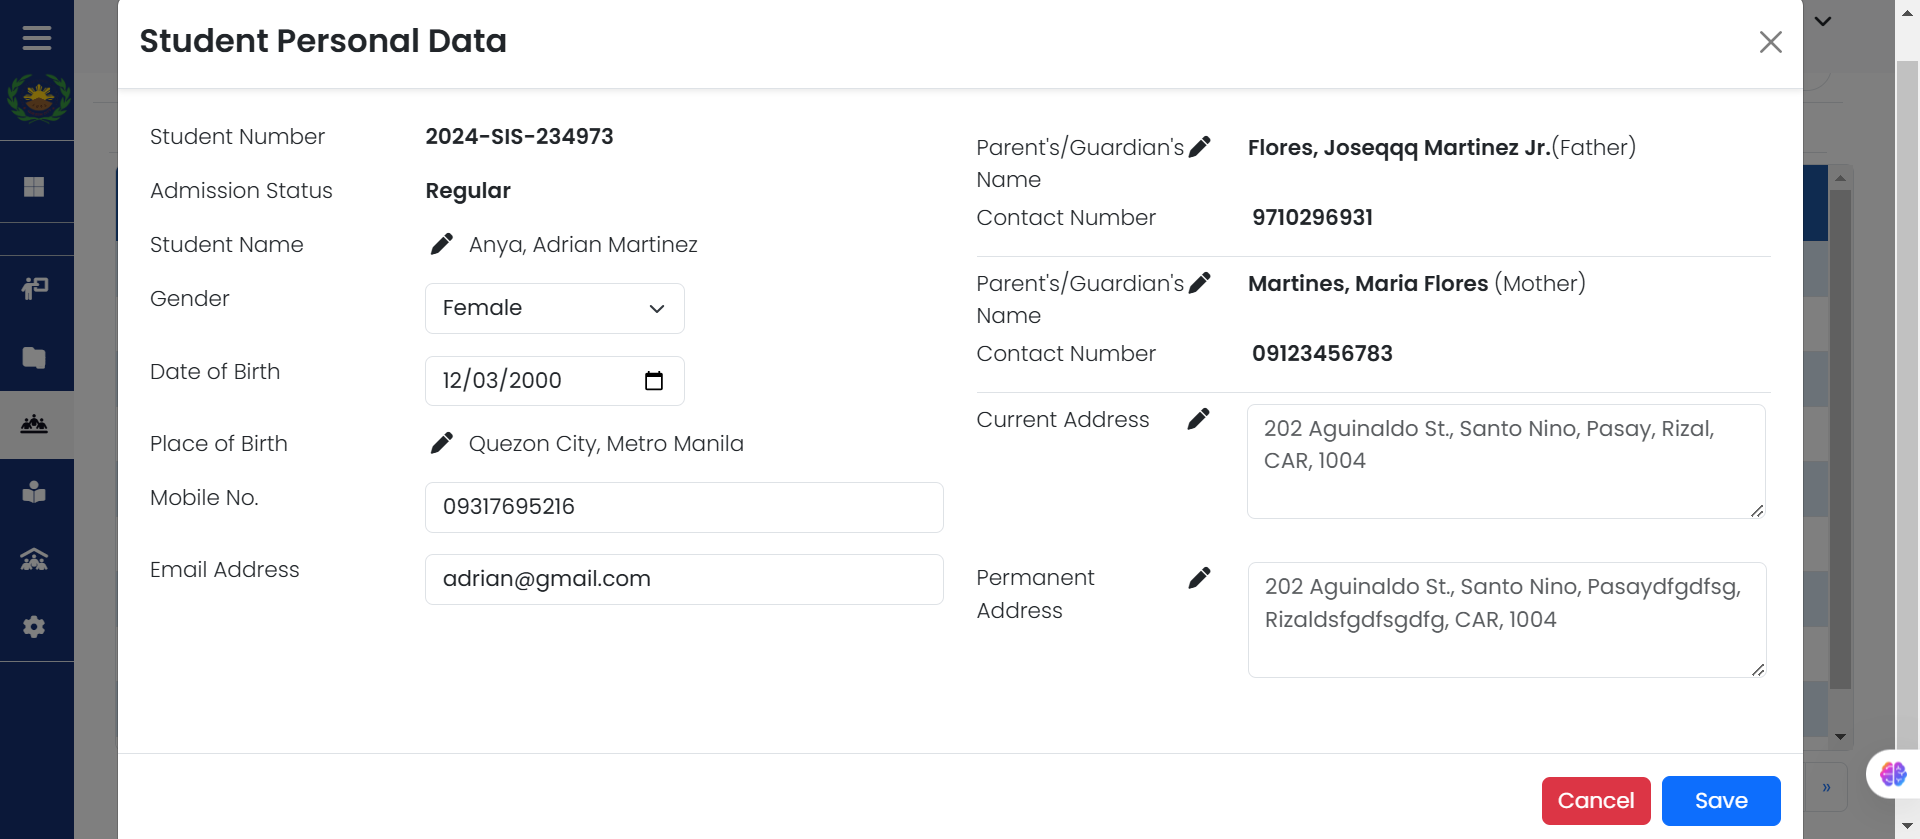 Student Personal Data
Student Number 2024-SIS-234973
Admission Status Regular
Student Name Anya, Adrian Martinez
Gender Female
Date of Birth 12/03/2000
Place of Birth Quezon City, Metro Manila
Mobile No. 09317695216
Email Address adrian@gmail.com
Parent's/Guardian's Name Flores, Joseqqq Martinez Jr.(Father)
Contact Number 9710296931
Parent's/Guardian's Name Martines, Maria Flores (Mother)
Contact Number 09123456783
Current Address 202 Aguinaldo St., Santo Nino, Pasay, Rizal,
CAR, 1004
Permanent Address 202 Aguinaldo St., Santo Nino, Pasaydfgdfsg,
Rizaldsfgdfsgdfg, CAR, 1004
Cancel Save
»